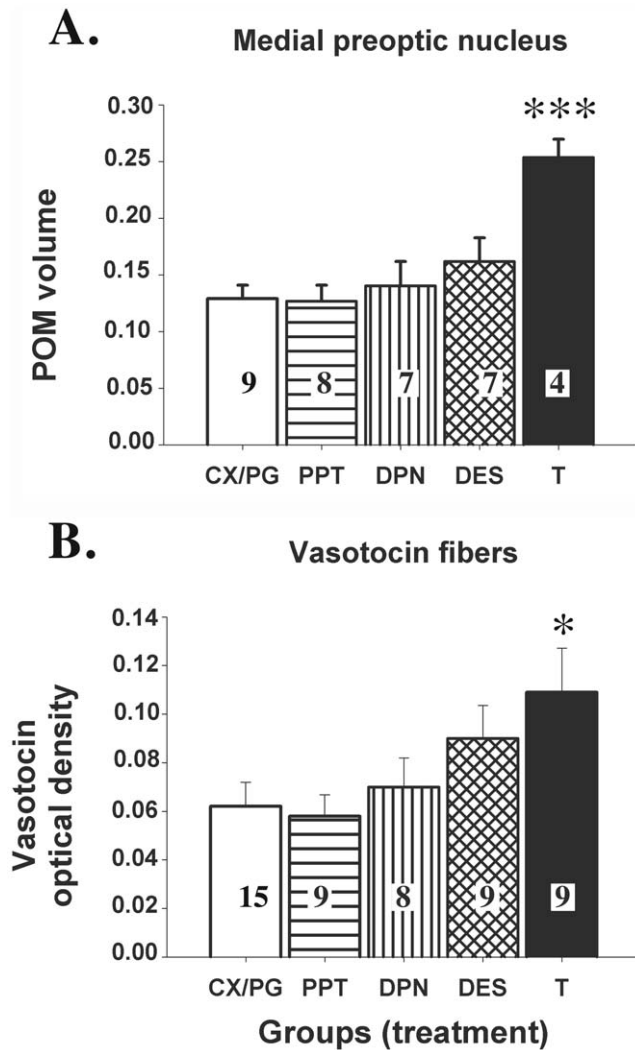 A.
Medial preoptic nucleus
***
0.30
0.25
0.20
0.15
0.10
0.05
0.00
POM volume
9 8 7 7 4
CX/PG PPT DPN DES T
B.
Vasotocin fibers
*
0.14
0.12
0.10
0.08
0.06
0.04
0.02
0.00
Vasotocin
optical density
15 9 8 9 9
CX/PG PPT DPN DES T
Groups (treatment)